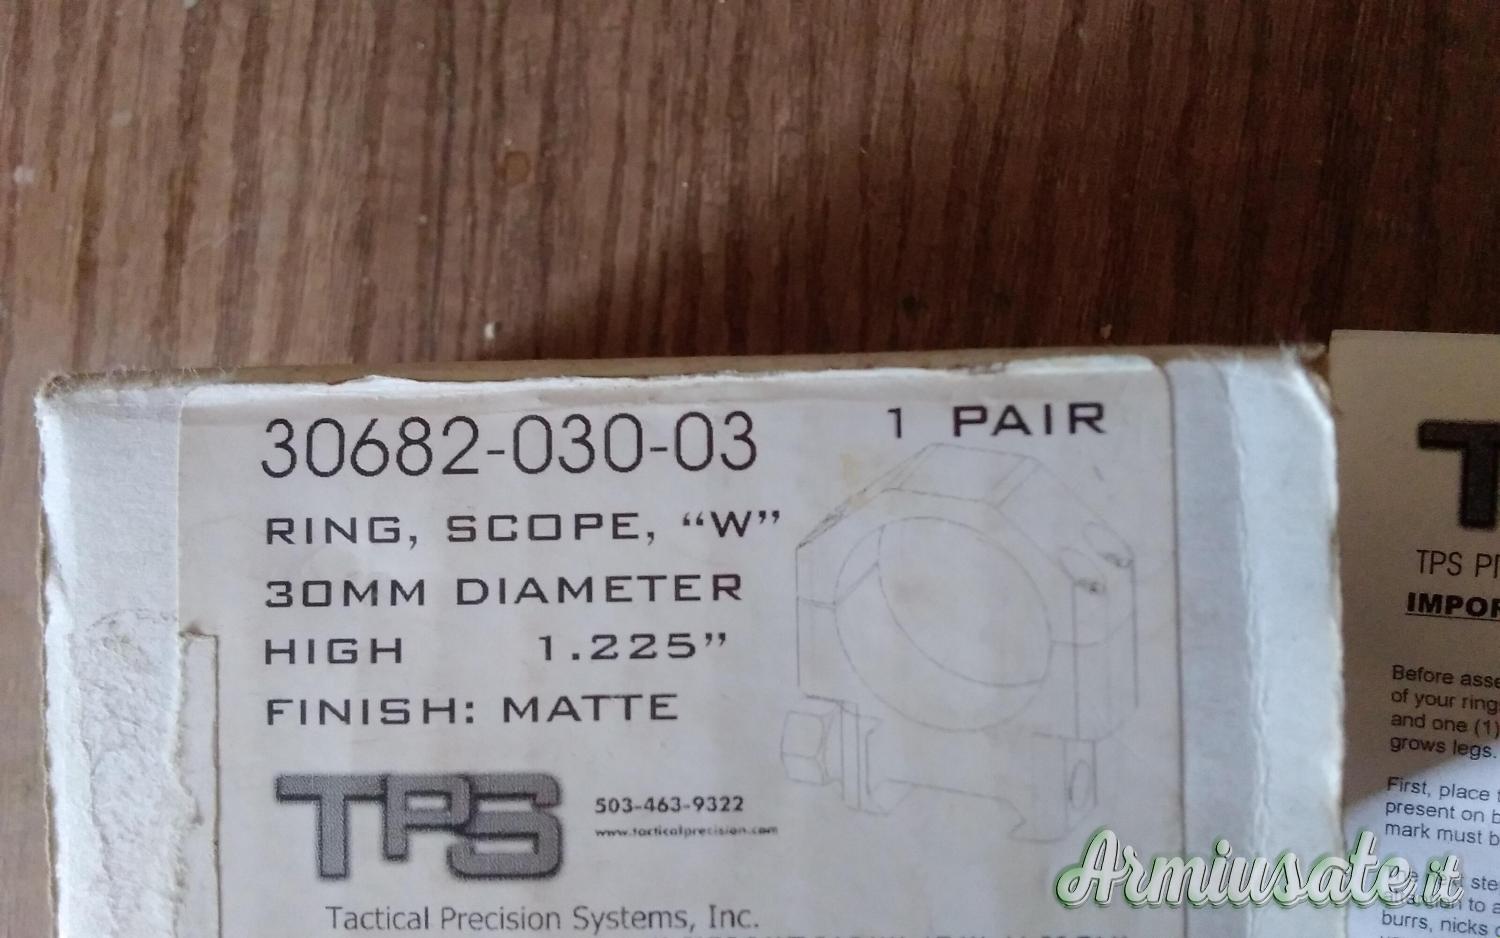 30682-030-03
1 PAIR
RING, SCOPE, “W”
30MM DIAMETER
HIGH 1.225”
FINISH: MATTE
TPS
503-463-9322
www.tacticalprecision.com
Tactical Precision Systems, Inc.
TPS
IMPOR
Before asse
of your ring
and one (1)
grows legs.
First, place
present on b
mark must b
ste
to a
burrs, nicks
Armiusate.it